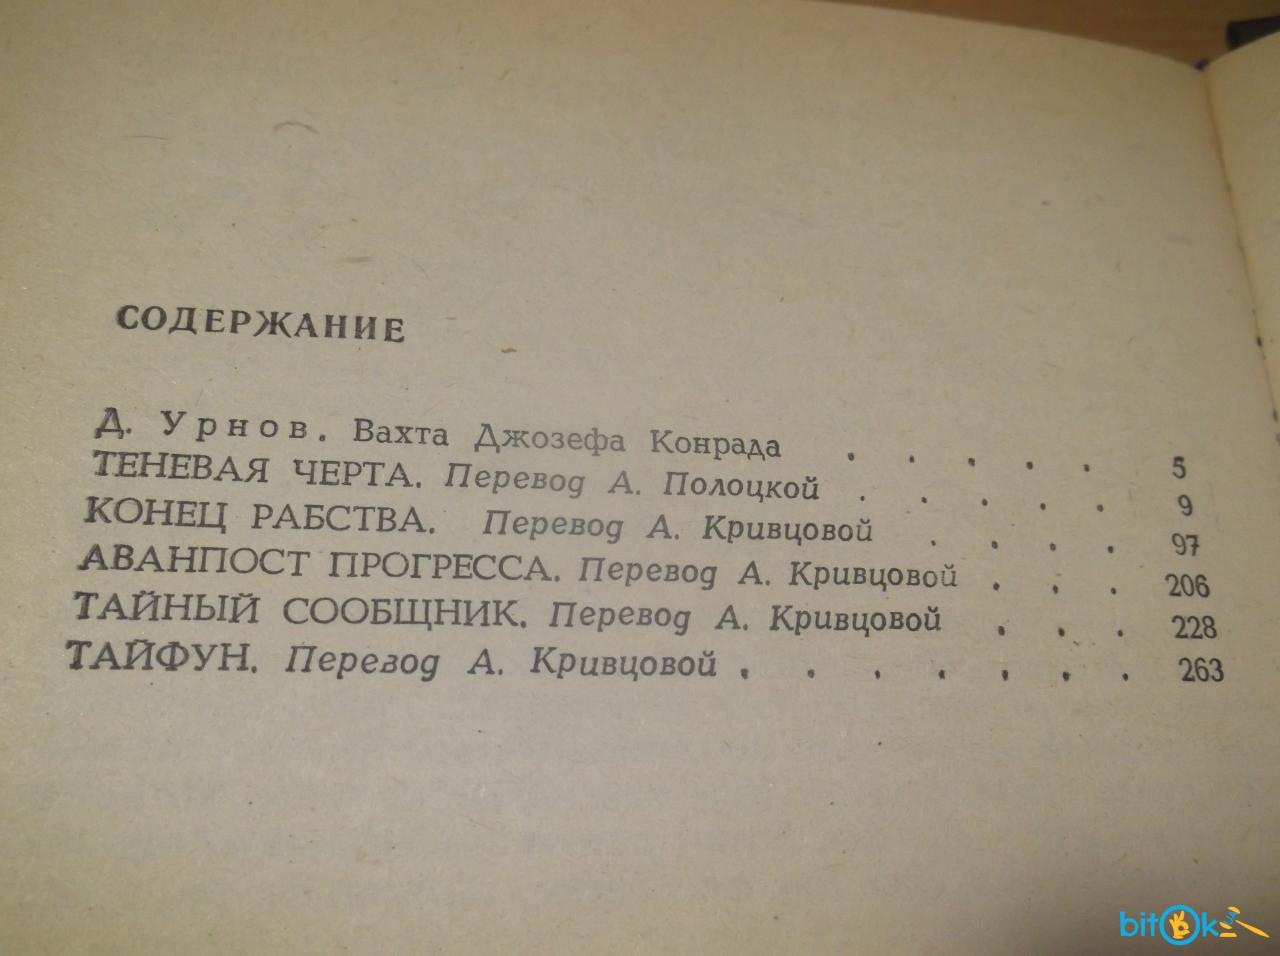 СОДЕРЖАНИЕ
Д. Урнов. Вахта Джозефа Конрада . . . . . 5
ТЕНЕВАЯ ЧЕРТА. Перевод А. Полоцкой . . . . . 9
КОНЕЦ РАБСТВА. Перевод А. Кривцовой . . . . 97
АВАНПОСТ ПРОГРЕССА. Перевод А. Кривцовой . . . 206
ТАЙНЫЙ СООБЩНИК. Перевод А. Кривцовой . . . 228
ТАЙФУН. Перевод А. Кривцовой . . . . . . . 263
bitOk